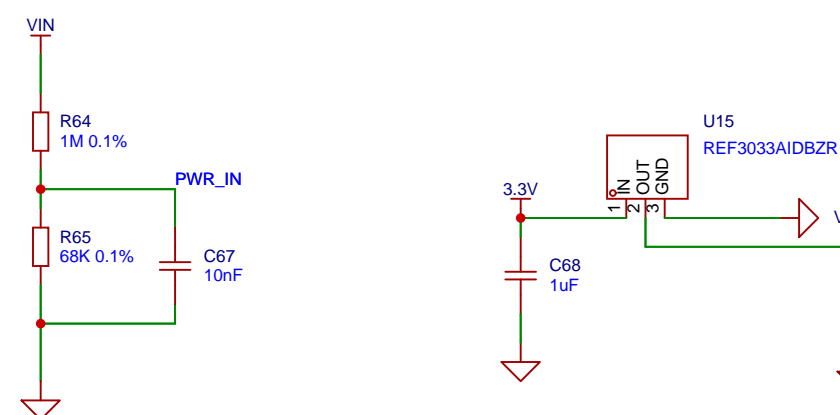 VIN
R64
1M 0.1%
PWR_IN
R65
68K 0.1%
C67
10nF
U15
REF3033AIDBZR
IN
OUT
GND
1
2
3
3.3V
C68
1uF